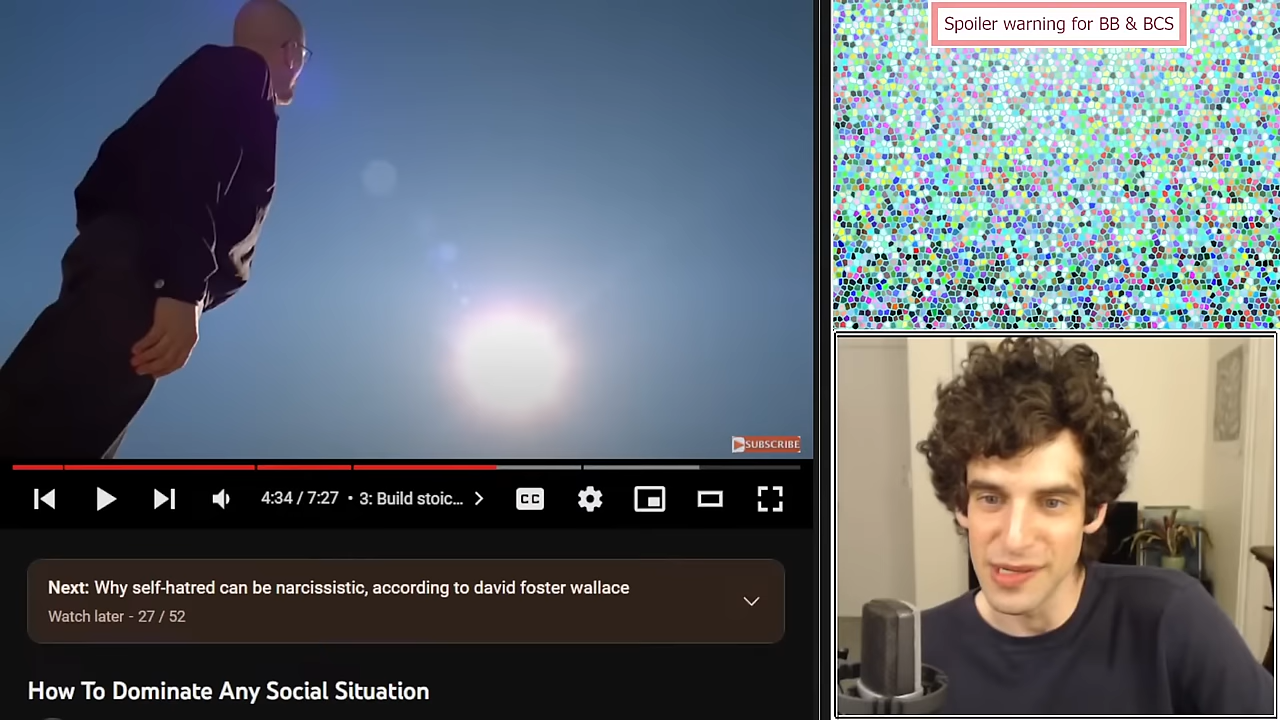 Spoiler warning for BB & BCS
SUBSCRIBE
4:34 / 7:27 • 3: Build stoic...
CC
Next: Why self-hatred can be narcissistic, according to david foster wallace
Watch later - 27 / 52
How To Dominate Any Social Situation